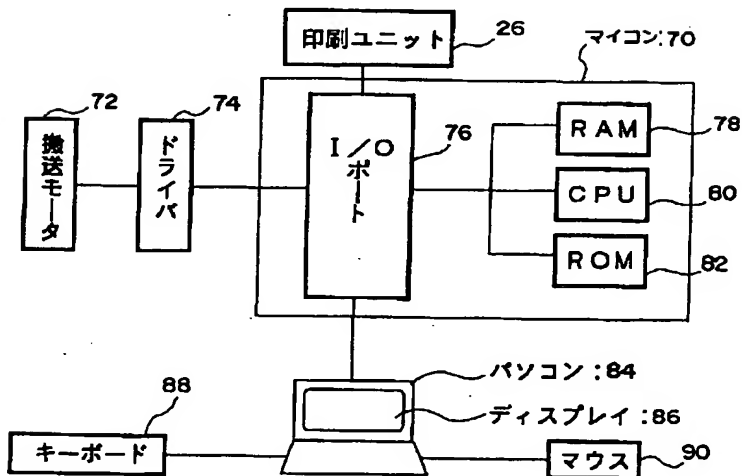 印刷ユニット
26
マイコン:70
72
74
搬送モータ
ドライバ
I/Oポート
76
RAM
78
CPU
80
ROM
82
パソコン:84
ディスプレイ:86
88
キーボード
マウス
90